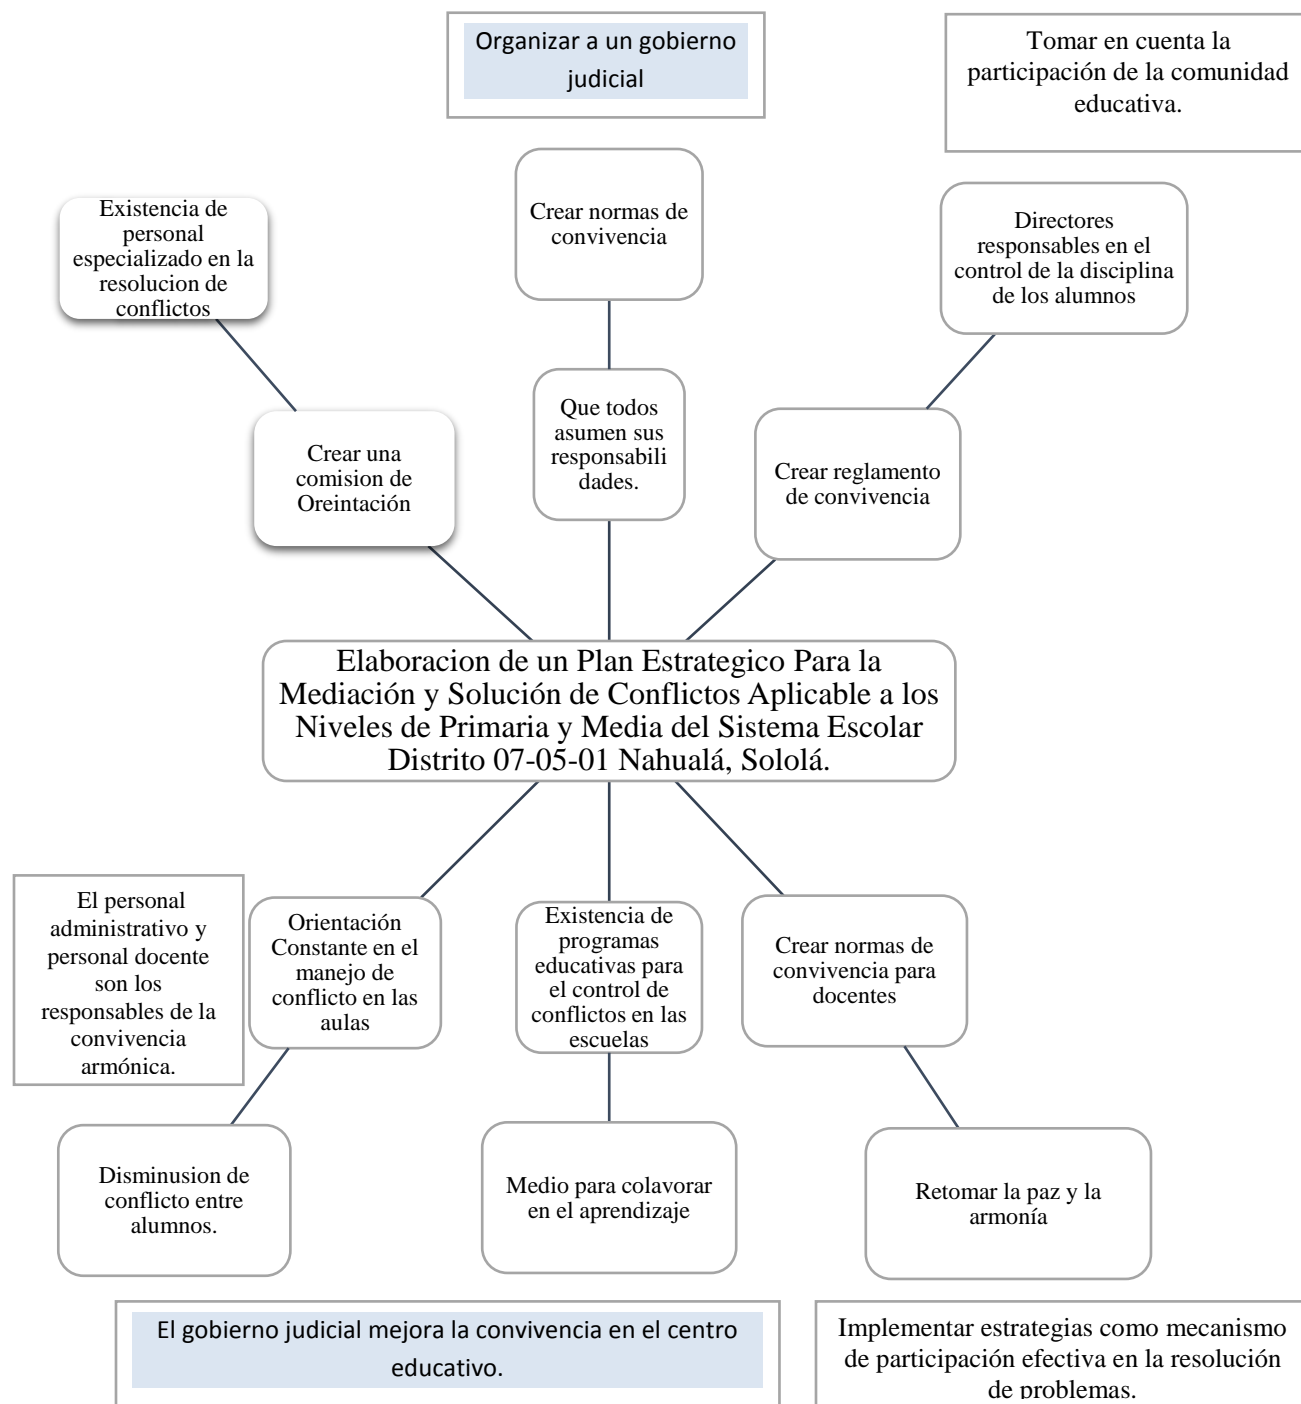 Organizar a un gobierno
judicial
Tomar en cuenta la
participación de la comunidad
educativa.
Existencia de
personal
especializado en la
resolucion de
conflictos
Crear normas de
convivencia
Directores
responsables en el
control de la disciplina
de los alumnos
Crear una
comision de
Oreintación
Que todos
asumen sus
responsabili
dades.
Crear reglamento
de convivencia
Elaboracion de un Plan Estrategico Para la
Mediación y Solución de Conflictos Aplicable a los
Niveles de Primaria y Media del Sistema Escolar
Distrito 07-05-01 Nahualá, Sololá.
El personal
administrativo y
personal docente
son los
responsables de la
convivencia
armónica.
Orientación
Constante en el
manejo de
conflicto en las
aulas
Existencia de
programas
educativas para
el control de
conflictos en las
escuelas
Crear normas de
convivencia para
docentes
Disminusion de
conflicto entre
alumnos.
Medio para colavorar
en el aprendizaje
Retomar la paz y la
armonía
El gobierno judicial mejora la convivencia en el centro
educativo.
Implementar estrategias como mecanismo
de participación efectiva en la resolución
de problemas.